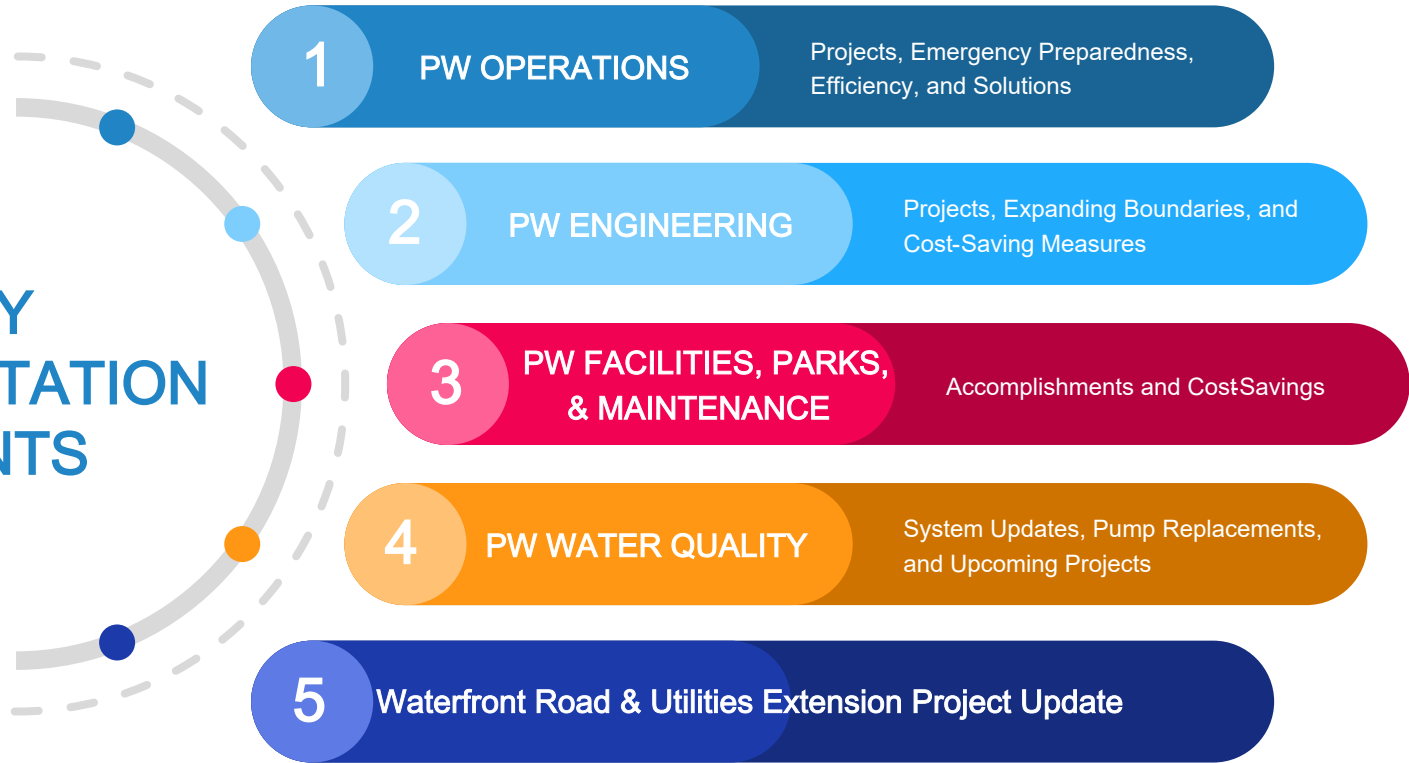 Y
TATION
NTS
1
PW OPERATIONS
Projects, Emergency Preparedness,
Efficiency, and Solutions
2
PW ENGINEERING
Projects, Expanding Boundaries, and
Cost-Saving Measures
3
PW FACILITIES, PARKS,
& MAINTENANCE
Accomplishments and Cost-Savings
4
PW WATER QUALITY
System Updates, Pump Replacements,
and Upcoming Projects
5
Waterfront Road & Utilities Extension Project Update